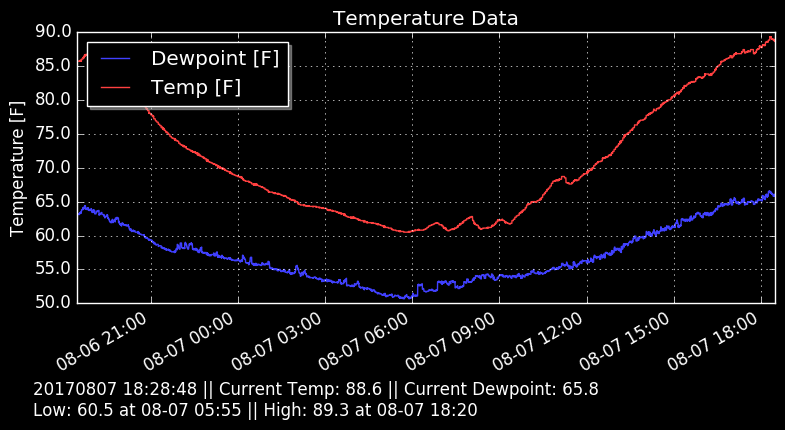 Temperature Data
90.0
85.0
80.0
75.0
70.0
65.0
60.0
55.0
50.0
Temperature [F]
Dewpoint [F]
Temp [F]
08-06 21:00
08-07 00:00
08-07 03:00
08-07 06:00
08-07 09:00
08-07 12:00
08-07 15:00
08-07 18:00
20170807 18:28:48 || Current Temp: 88.6 || Current Dewpoint: 65.8
Low: 60.5 at 08-07 05:55 || High: 89.3 at 08-07 18:20